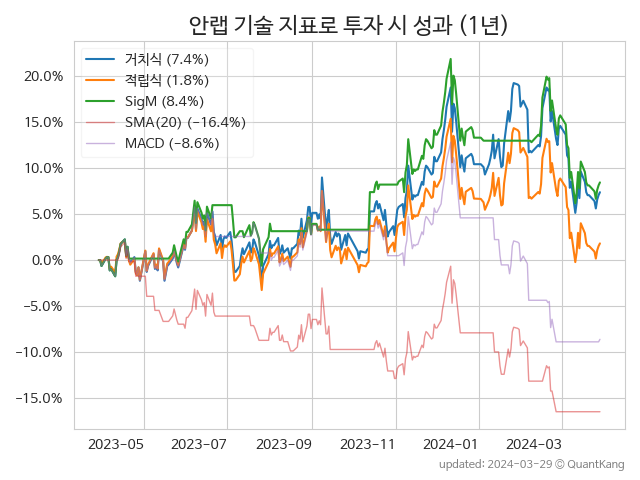 안랩 기술 지표로 투자 시 성과 (1년)
거치식 (7.4%)
적립식 (1.8%)
SigM (8.4%)
SMA(20) (−16.4%)
MACD (−8.6%)
20.0%
15.0%
10.0%
5.0%
0.0%
−5.0%
−10.0%
−15.0%
2023-05 2023-07 2023-09 2023-11 2024-01 2024-03
updated: 2024-03-29 © QuantKang